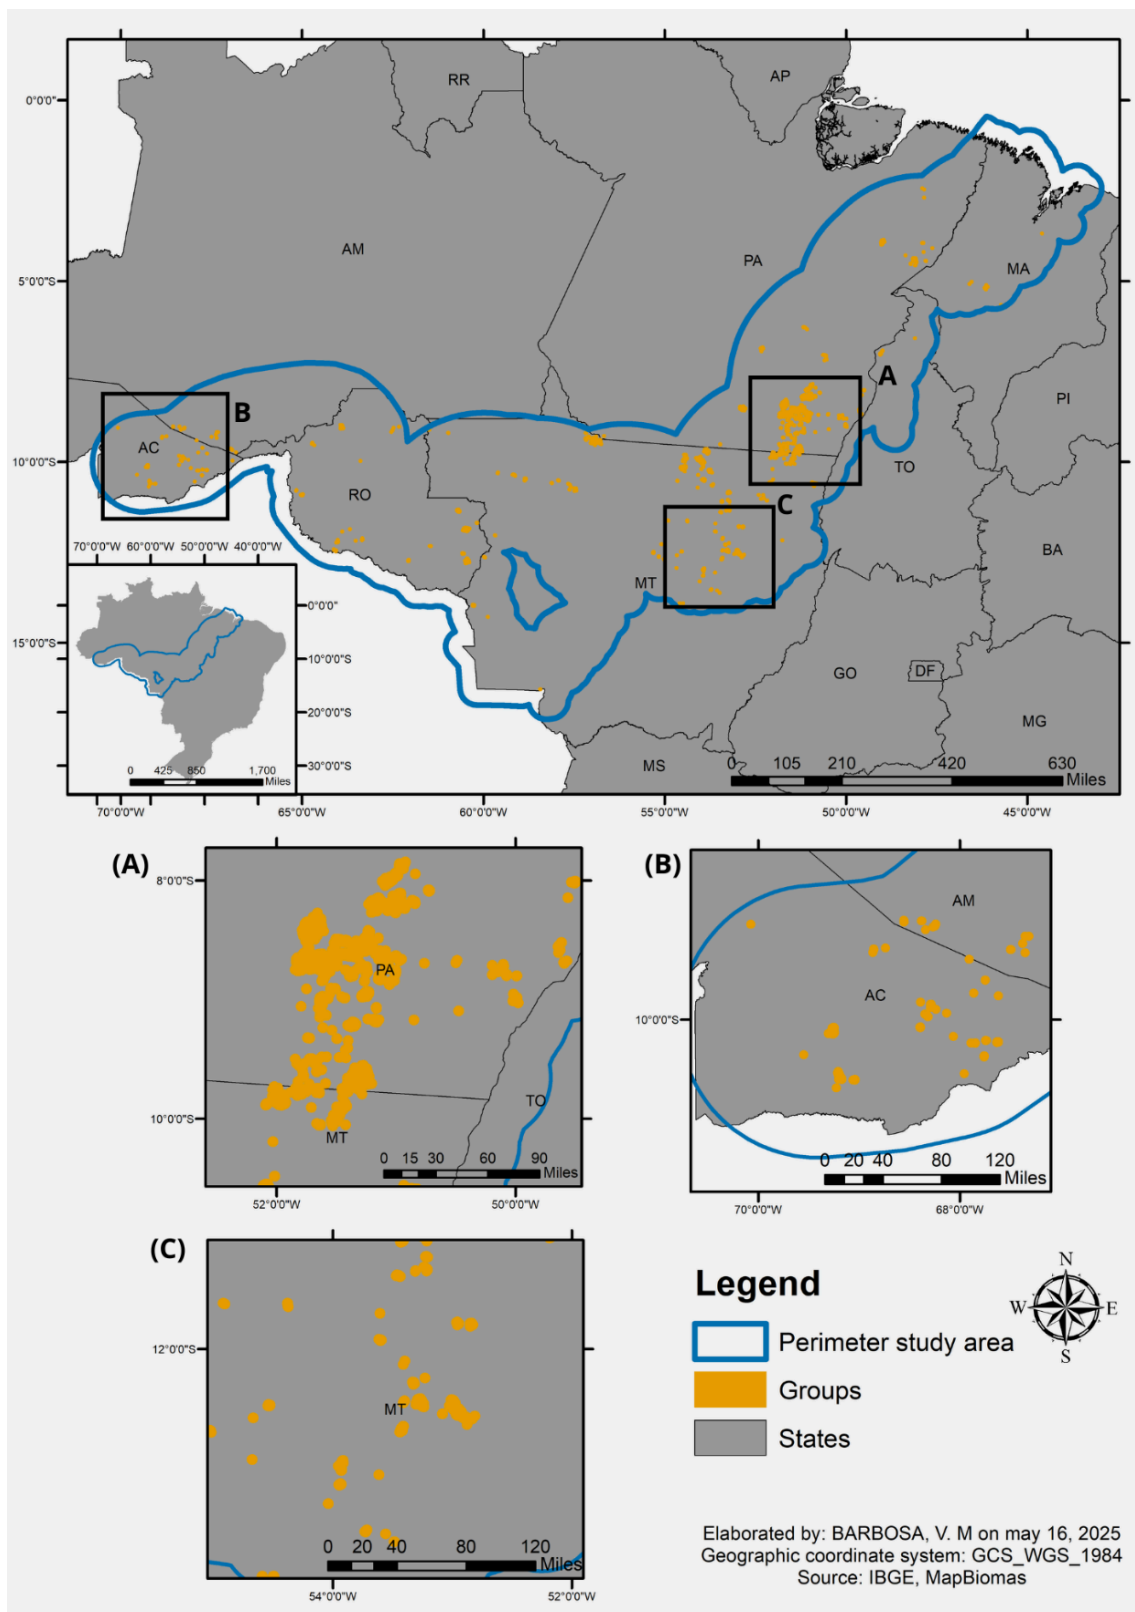 RR
AP
0°0'0"
AM
PA
MA
5°0'0"S
A
B
PI
AC
TO
10°0'0"S
RO
C
BA
70°0'0"W 60°0'0"W 50°0'0"W 40°0'0"W
MT
0°0'0"
15°0'0"S
10°0'0"S
GO
DF
20°0'0"S
MG
30°0'0"S
MS
0 425 850 1,700
Miles
0 105 210 420 630
Miles
70°0'0"W 65°0'0"W 60°0'0"W 55°0'0"W 50°0'0"W 45°0'0"W
(A)
8°0'0"S
PA
TO
10°0'0"S
MT
0 15 30 60 90
Miles
52°0'0"W 50°0'0"W
(B)
AM
AC
10°0'0"S
0 20 40 80 120
Miles
70°0'0"W 68°0'0"W
(C)
12°0'0"S
MT
0 20 40 80 120
Miles
54°0'0"W 52°0'0"W
Legend
Perimeter study area
Groups
States
N
W E
S
Elaborated by: BARBOSA, V. M on may 16, 2025
Geographic coordinate system: GCS_WGS_1984
Source: IBGE, MapBiomas